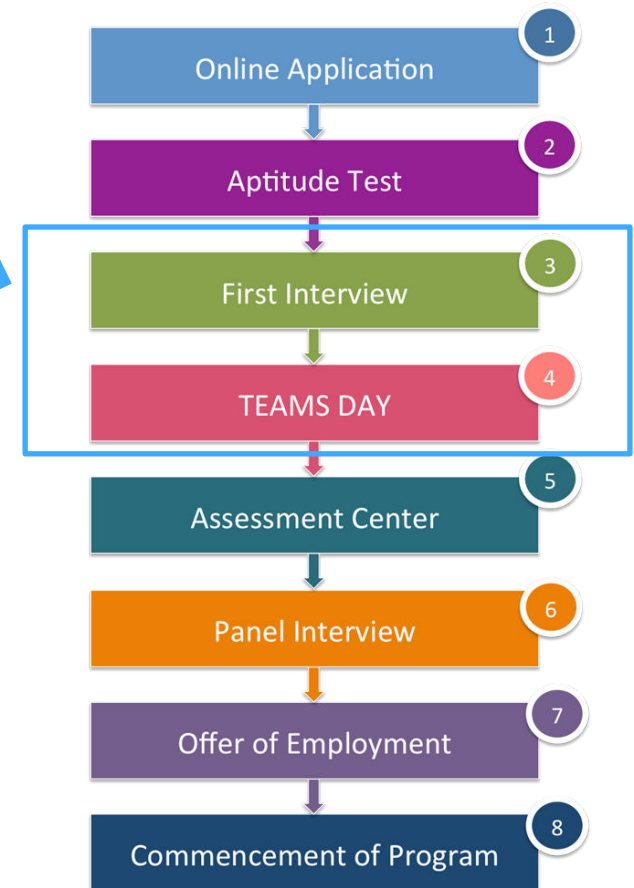 1
Online Application
2
Aptitude Test
3
First Interview
4
TEAMS DAY
5
Assessment Center
6
Panel Interview
7
Offer of Employment
8
Commencement of Program